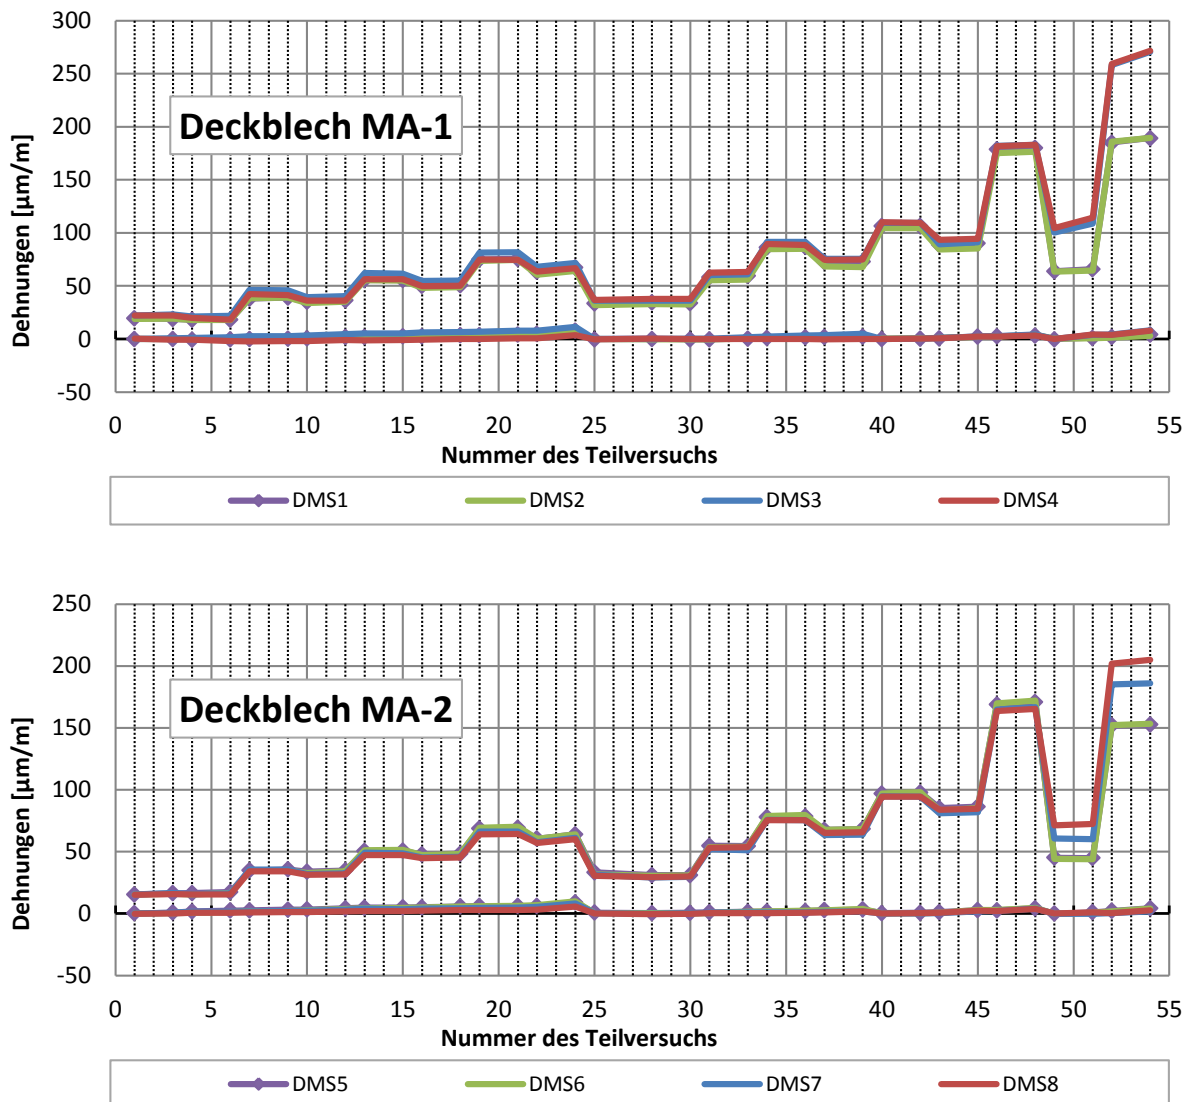 300
250
200
150
100
50
0
-50
Dehnungen [µm/m]
Deckblech MA-1
0 5 10 15 20 25 30 35 40 45 50 55
Nummer des Teilversuchs
DMS1 DMS2 DMS3 DMS4
250
200
150
100
50
0
-50
Dehnungen [µm/m]
Deckblech MA-2
0 5 10 15 20 25 30 35 40 45 50 55
Nummer des Teilversuchs
DMS5 DMS6 DMS7 DMS8